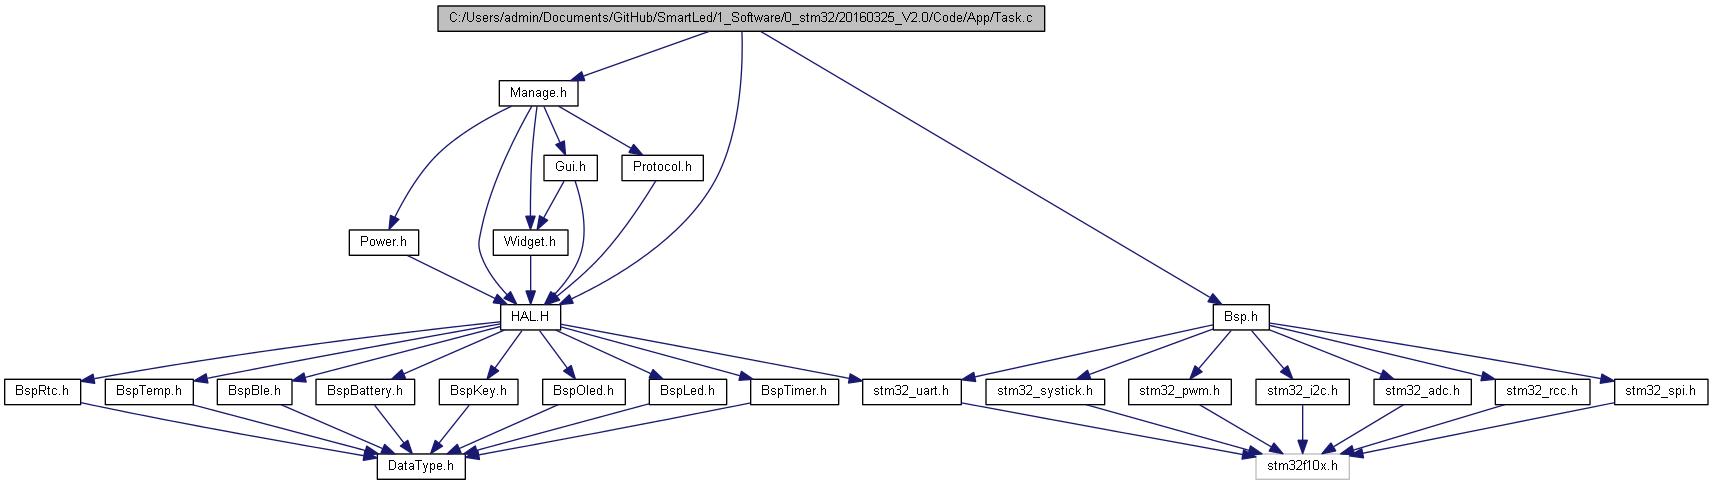 C:/Users/admin/Documents/GitHub/SmartLed/1_Software/0_stm32/20160325_V2.0/Code/App/Task.c
Manage.h
Gui.h
Protocol.h
Power.h
Widget.h
HAL.H
Bsp.h
BspRtc.h
BspTemp.h
BspBle.h
BspBattery.h
BspKey.h
BspOled.h
BspLed.h
BspTimer.h
stm32_uart.h
stm32_systick.h
stm32_pwm.h
stm32_i2c.h
stm32_adc.h
stm32_rcc.h
stm32_spi.h
DataType.h
stm32f10x.h